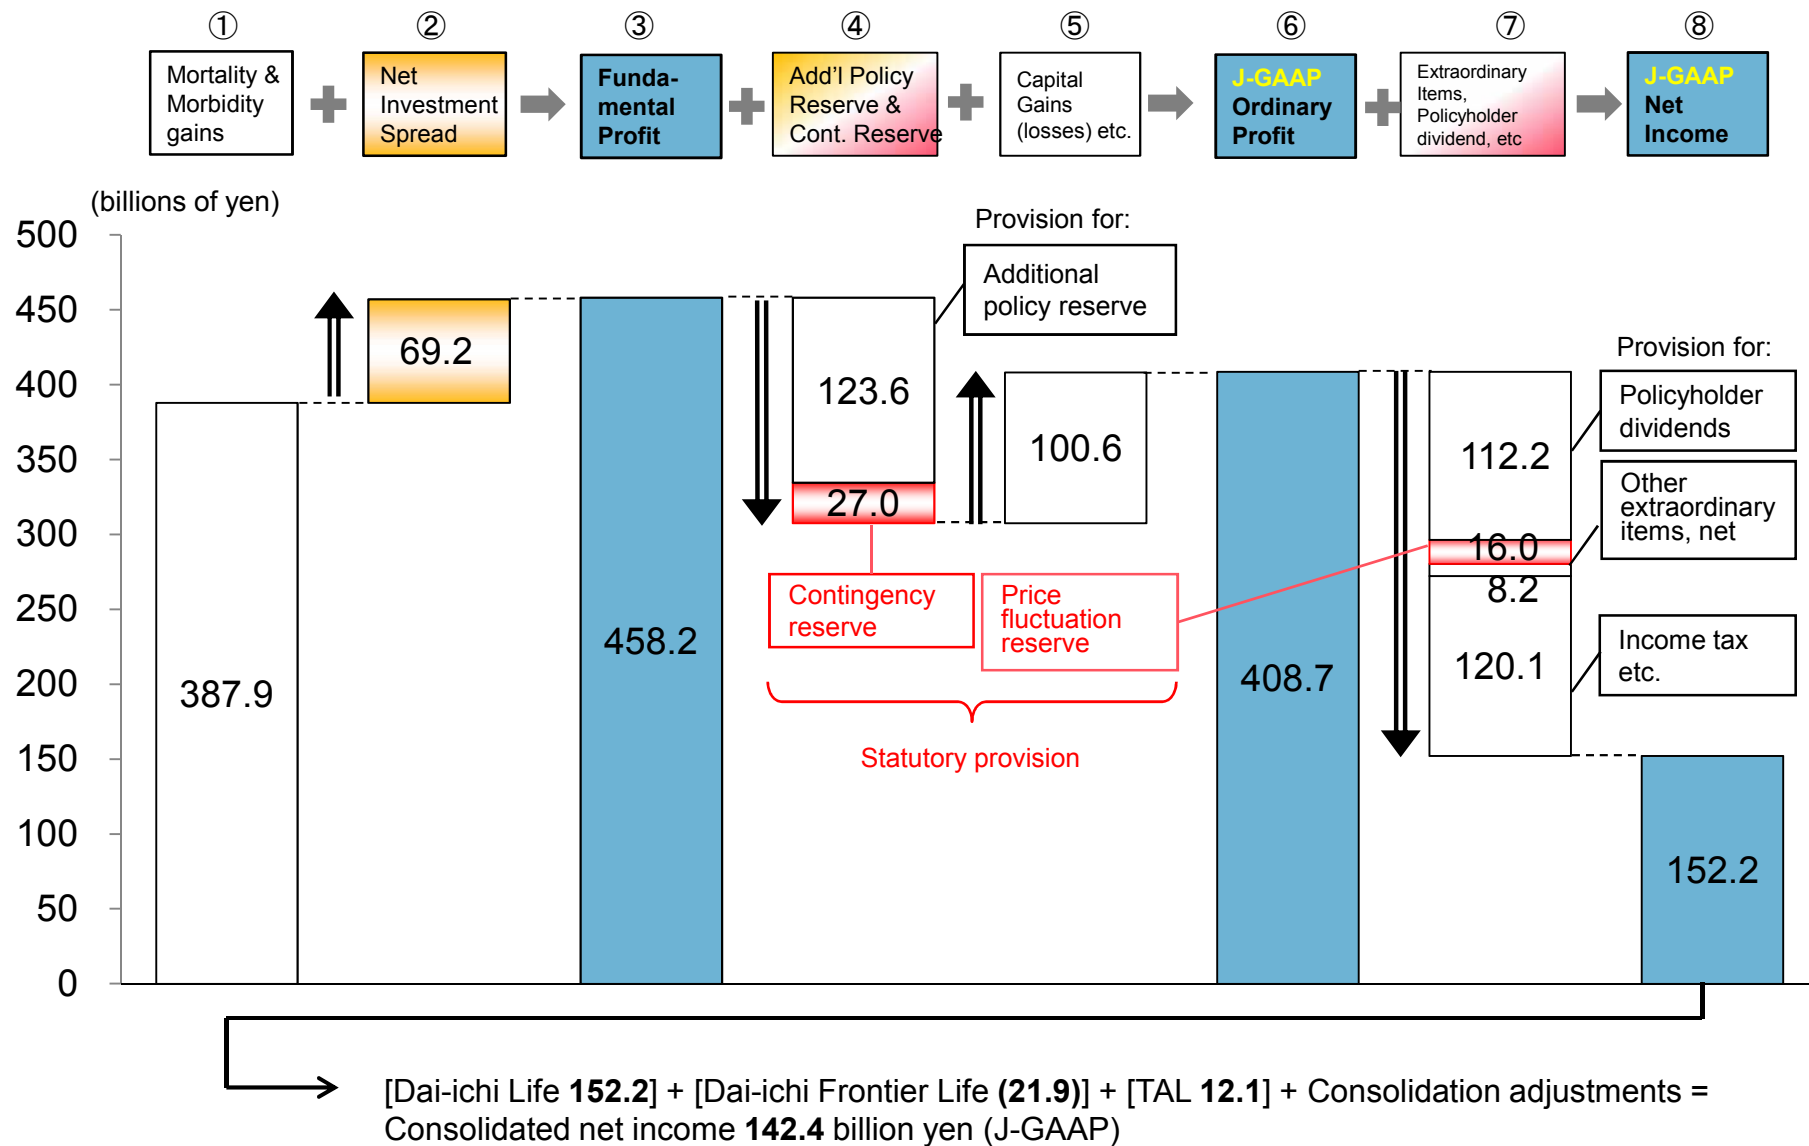 ① ② ③ ④ ⑤ ⑥ ⑦ ⑧
Mortality &
Morbidity
gains
Net
Investment
Spread
Funda-
mental
Profit
Add'l Policy
Reserve &
Cont. Reserve
Capital
Gains
(losses) etc.
J-GAAP
Ordinary
Profit
Extraordinary
Items,
Policyholder
dividend, etc
J-GAAP
Net
Income
(billions of yen)
500
450
400
350
300
250
200
150
100
50
0
387.9
69.2
458.2
Provision for:
Additional
policy reserve
123.6
27.0
Contingency
reserve
100.6
Price
fluctuation
reserve
Statutory provision
408.7
Provision for:
Policyholder
dividends
Other
extraordinary
items, net
Income tax
etc.
112.2
16.0
8.2
120.1
152.2
[Dai-ichi Life 152.2] + [Dai-ichi Frontier Life (21.9)] + [TAL 12.1] + Consolidation adjustments =
Consolidated net income 142.4 billion yen (J-GAAP)